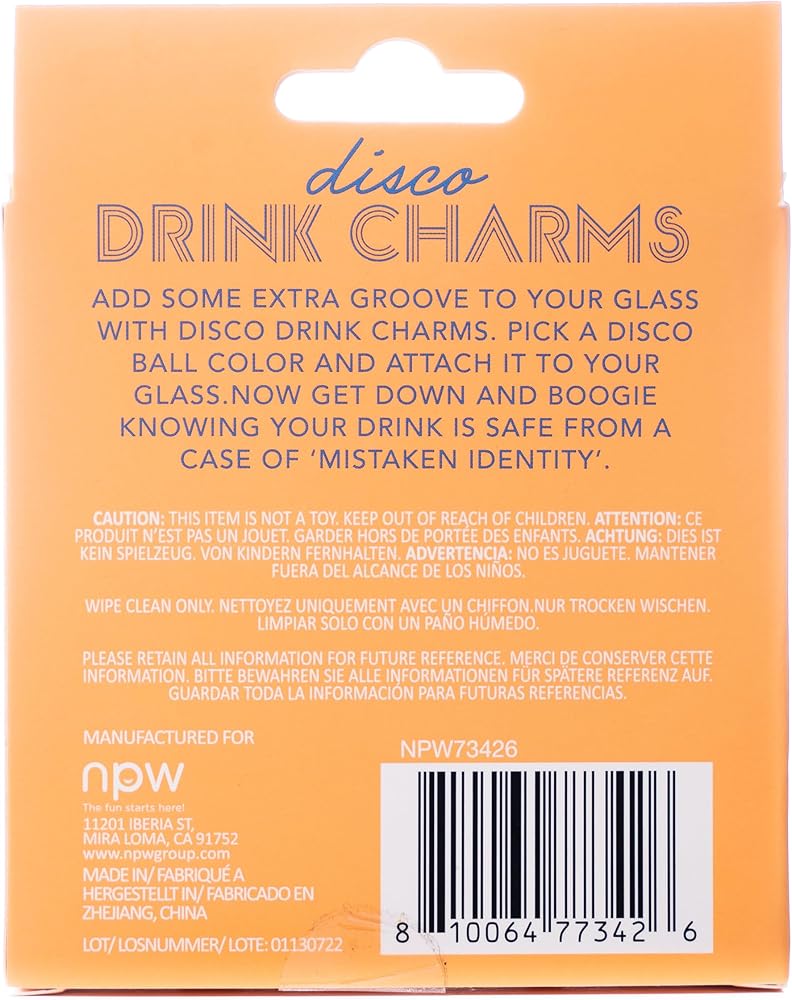 disco
DRINK CHARMS
ADD SOME EXTRA GROOVE TO YOUR GLASS
WITH DISCO DRINK CHARMS. PICK A DISCO
BALL COLOR AND ATTACH IT TO YOUR
GLASS.NOW GET DOWN AND BOOGIE
KNOWING YOUR DRINK IS SAFE FROM A
CASE OF ‘MISTAKEN IDENTITY’.
CAUTION: THIS ITEM IS NOT A TOY. KEEP OUT OF REACH OF CHILDREN. ATTENTION: CE
PRODUIT N’EST PAS UN JOUET. GARDER HORS DE PORTÉE DES ENFANTS. ACHTUNG: DIES IST
KEIN SPIELZEUG. VON KINDERN FERNHALTEN. ADVERTENCIA: NO ES JUGUETE. MANTENER
FUERA DEL ALCANCE DE LOS NIÑOS.
WIPE CLEAN ONLY. NETTOYEZ UNIQUEMENT AVEC UN CHIFFON.NUR TROCKEN WISCHEN.
LIMPIAR SOLO CON UN PAÑO HÚMEDO.
PLEASE RETAIN ALL INFORMATION FOR FUTURE REFERENCE. MERCI DE CONSERVER CETTE
INFORMATION. BITTE BEWAHREN SIE ALLE INFORMATIONEN FÜR SPÄTERE REFERENZ AUF.
GUARDAR TODA LA INFORMACIÓN PARA FUTURAS REFERENCIAS.
MANUFACTURED FOR
npw
The fun starts here!
11201 IBERIA ST,
MIRA LOMA, CA 91752
www.npwgroup.com
MADE IN/ FABRIQUÉ A
HERGESTELLT IN/ FABRICADO EN
ZHEJIANG, CHINA
LOT/ LOSNUMMER/ LOTE: 01130722
NPW73426
8 10064 77342 6